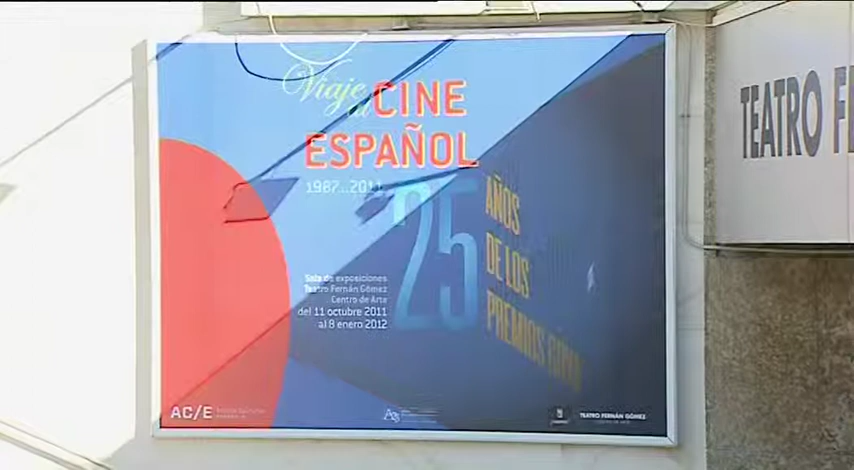 Viaje al CINE
ESPAÑOL
1987...2011
25
AÑOS
DE LOS
PREMIOS GOYA
Sala de exposiciones
Teatro Fernán Gómez
Centro de Arte
del 11 octubre 2011
al 8 enero 2012
AC/E
TEATRO FERNÁN GÓMEZ
TEATRO FE